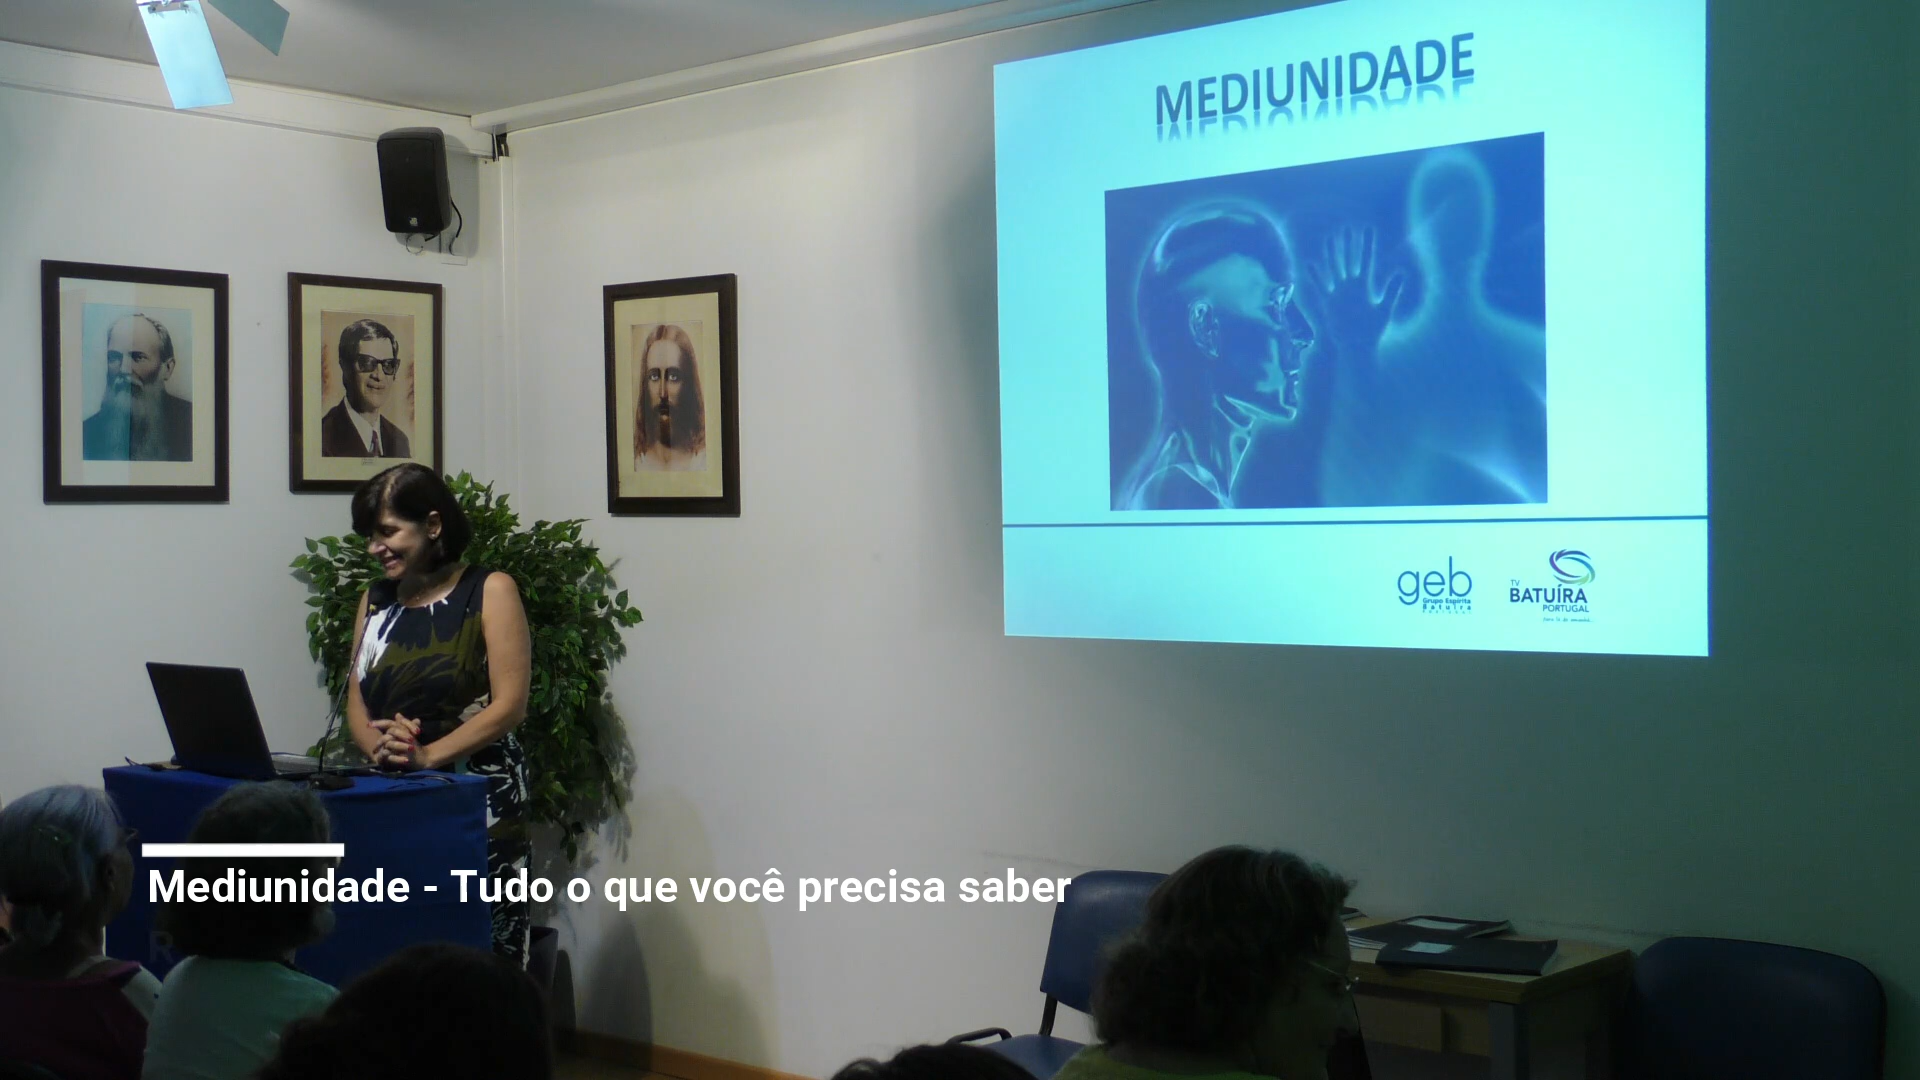 MEDIUNIDADE
geb
Grupo Espírita
Batuíra
TV
BATUÍRA
PORTUGAL
Mediunidade - Tudo o que você precisa saber
R